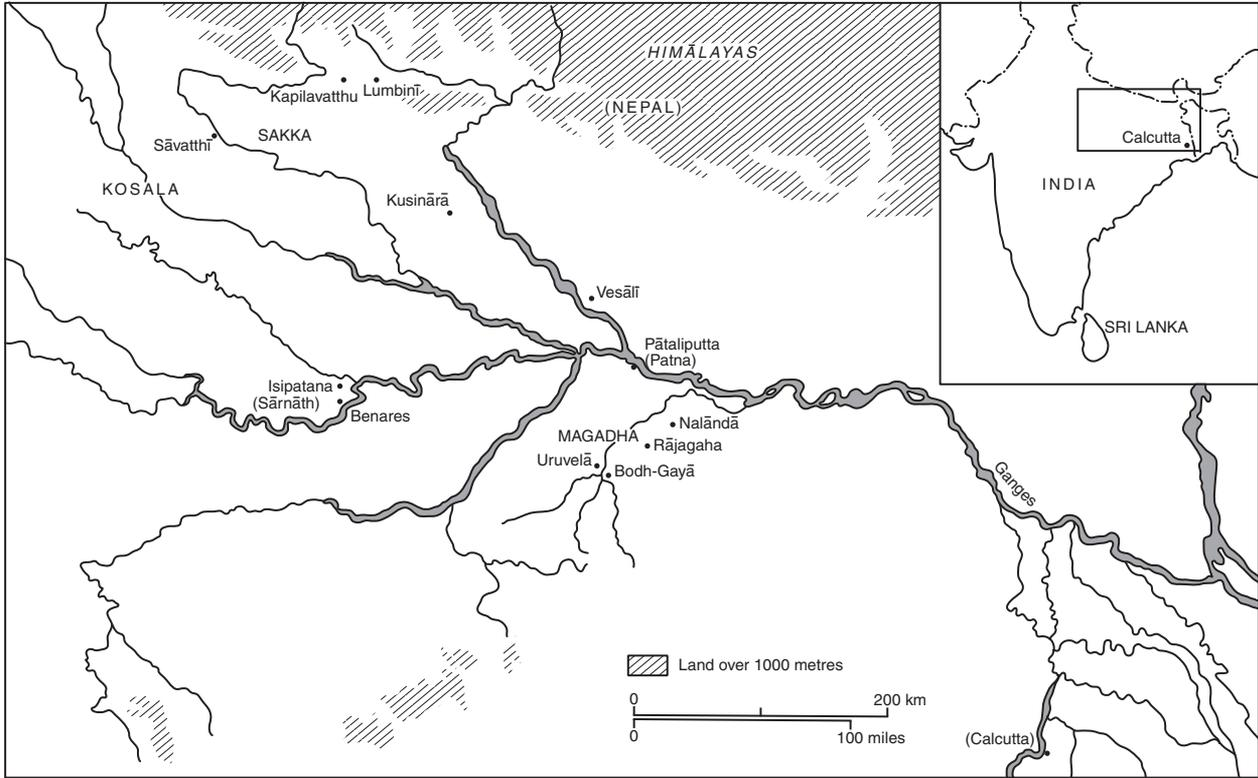 HIMĀLAYAS
(NEPAL)
Kapilavatthu
Lumbinī
Sāvatthī
SAKKA
KOSALA
Kusinārā
Vesālī
Pātaliputta
(Patna)
Isipatana
(Sārnāth)
Benares
Nalāndā
MAGADHA
Rājagaha
Uruvelā
Bodh-Gayā
Ganges
Calcutta
INDIA
SRI LANKA
Land over 1000 metres
0
200 km
0
100 miles
(Calcutta)